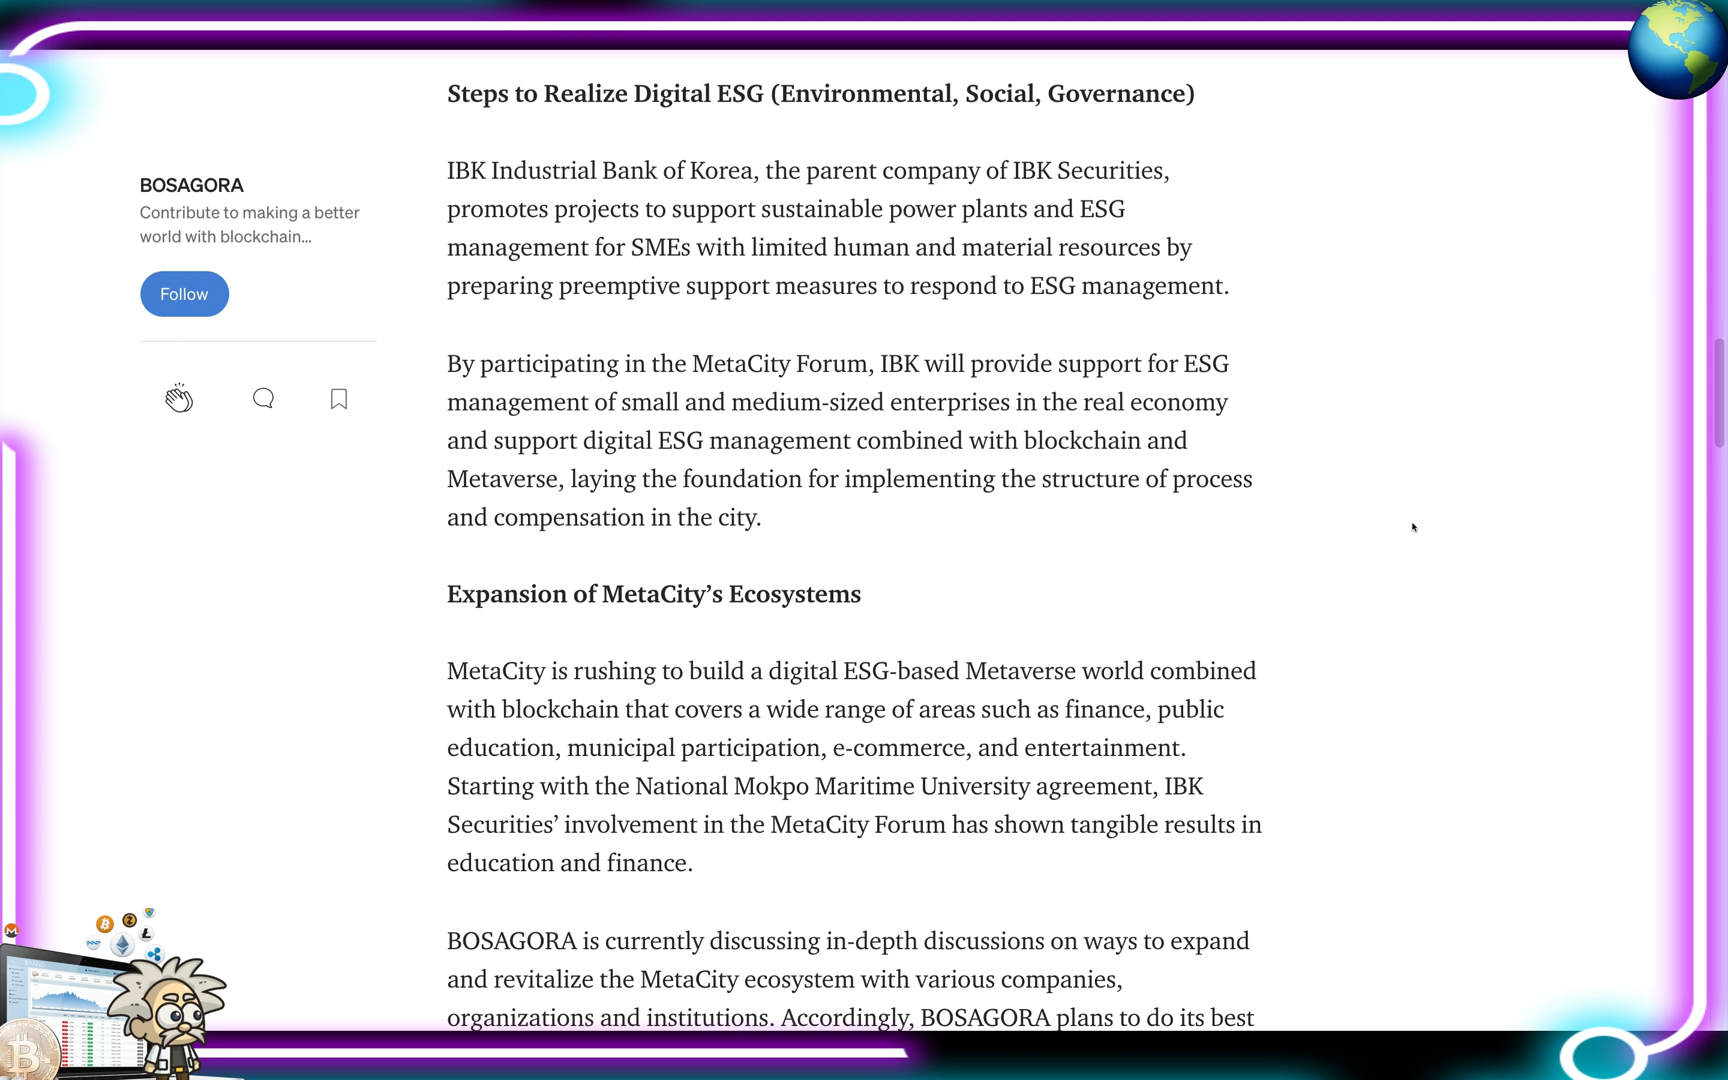 Steps to Realize Digital ESG (Environmental, Social, Governance)
BOSAGORA
Contribute to making a better
world with blockchain...
Follow
IBK Industrial Bank of Korea, the parent company of IBK Securities,
promotes projects to support sustainable power plants and ESG
management for SMEs with limited human and material resources by
preparing preemptive support measures to respond to ESG management.
By participating in the MetaCity Forum, IBK will provide support for ESG
management of small and medium-sized enterprises in the real economy
and support digital ESG management combined with blockchain and
Metaverse, laying the foundation for implementing the structure of process
and compensation in the city.
Expansion of MetaCity’s Ecosystems
MetaCity is rushing to build a digital ESG-based Metaverse world combined
with blockchain that covers a wide range of areas such as finance, public
education, municipal participation, e-commerce, and entertainment.
Starting with the National Mokpo Maritime University agreement, IBK
Securities’ involvement in the MetaCity Forum has shown tangible results in
education and finance.
BOSAGORA is currently discussing in-depth discussions on ways to expand
and revitalize the MetaCity ecosystem with various companies,
organizations and institutions. Accordingly, BOSAGORA plans to do its best